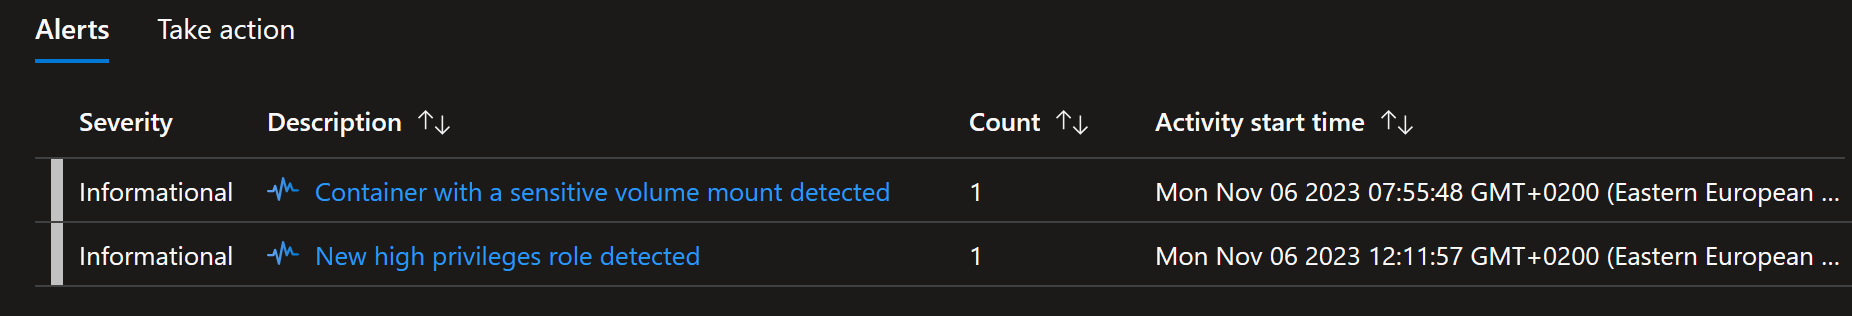 Alerts Take action
Severity Description ↑↓ Count ↑↓ Activity start time ↑↓
Informational Container with a sensitive volume mount detected 1 Mon Nov 06 2023 07:55:48 GMT+0200 (Eastern European ...
Informational New high privileges role detected 1 Mon Nov 06 2023 12:11:57 GMT+0200 (Eastern European ...